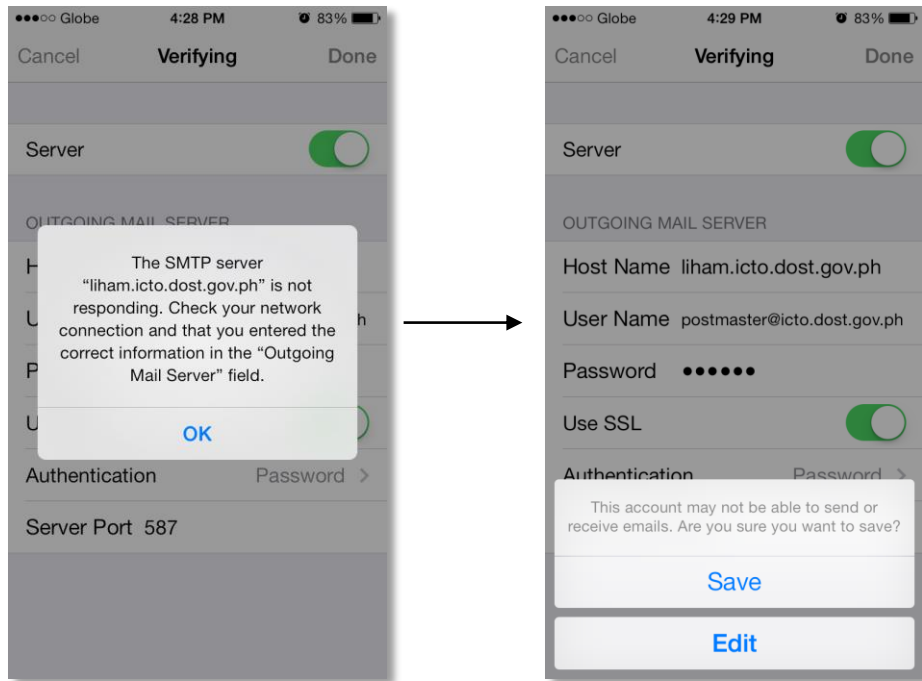 Globe 4:28 PM 83%
Cancel Verifying Done
Server
OUTGOING MAIL SERVER
The SMTP server
“liham.icto.dost.gov.ph” is not
responding. Check your network
connection and that you entered the
correct information in the “Outgoing
Mail Server” field.
OK
Authentication Password >
Server Port 587
Globe 4:29 PM 83%
Cancel Verifying Done
Server
OUTGOING MAIL SERVER
Host Name liham.icto.dost.gov.ph
User Name postmaster@icto.dost.gov.ph
Password ●●●●●●
Use SSL
Authentication Password >
This account may not be able to send or
receive emails. Are you sure you want to save?
Save
Edit